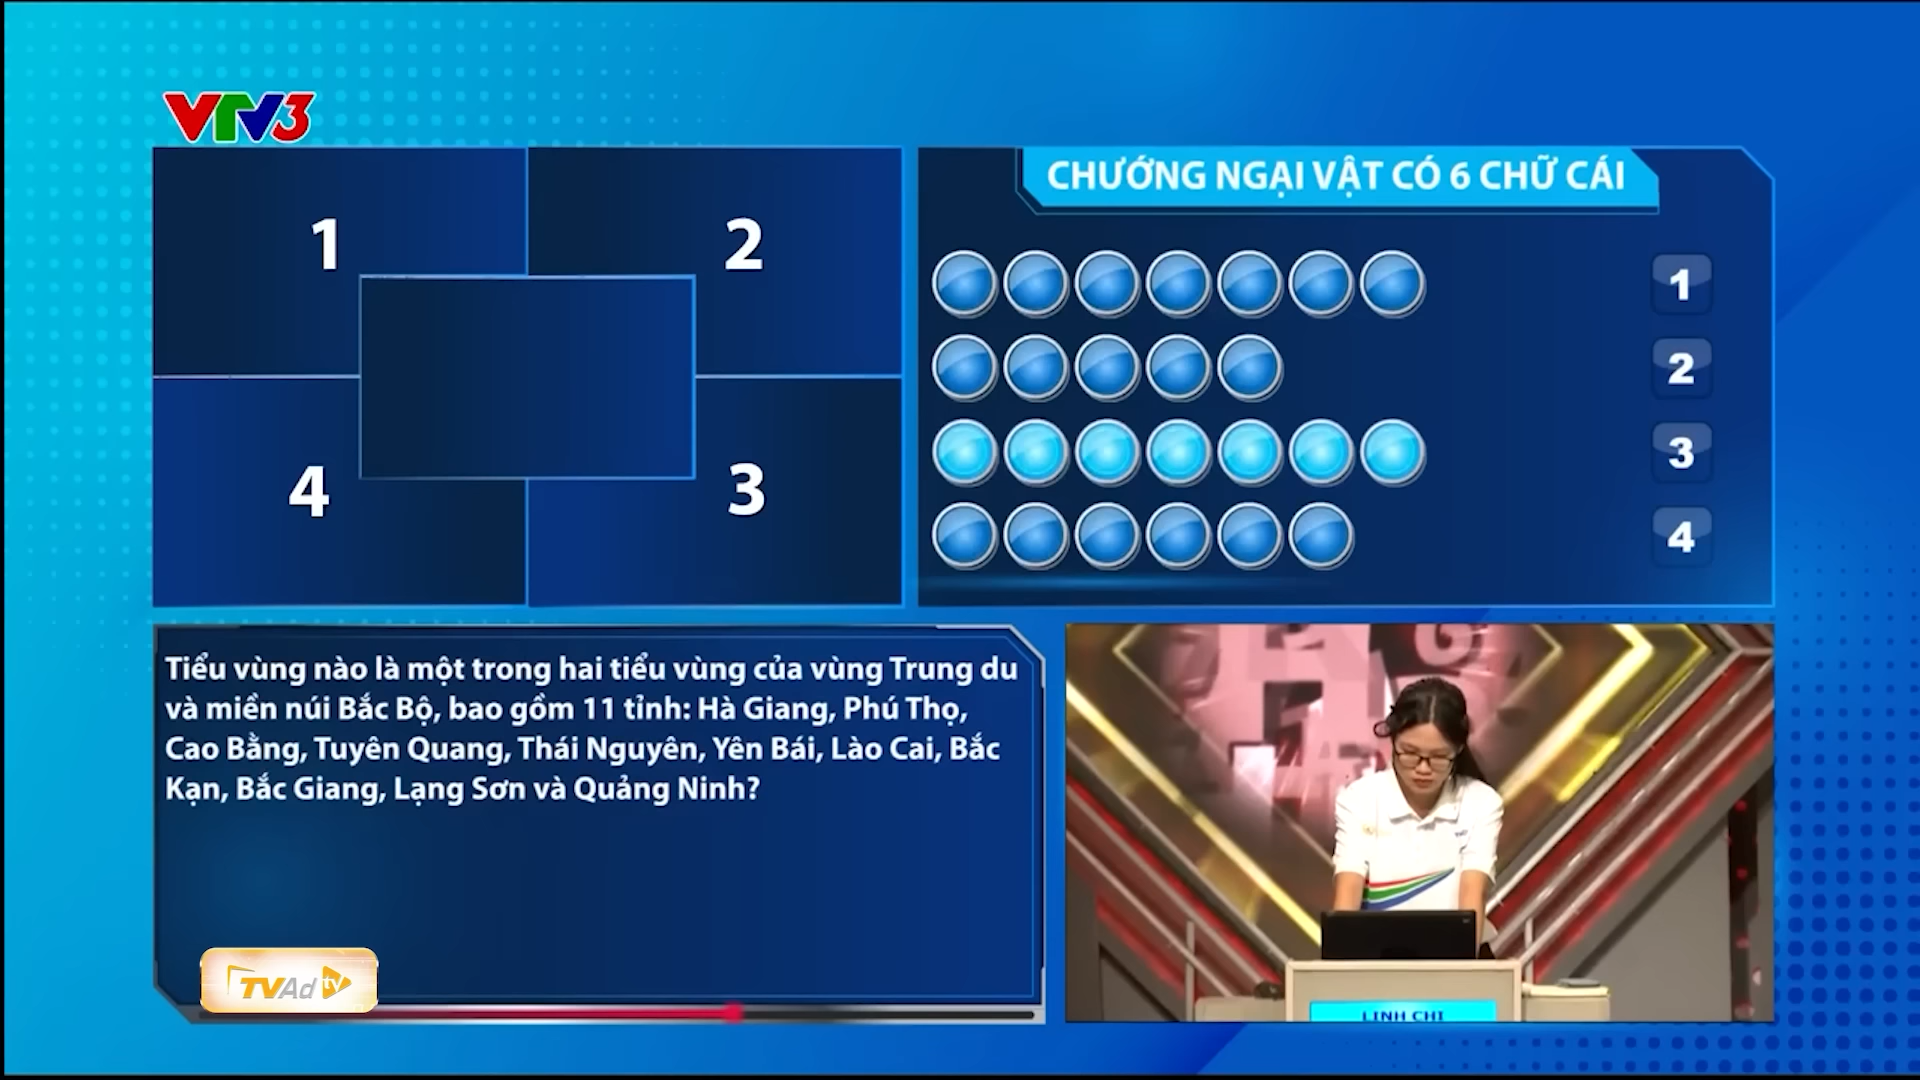 VTV3
1
2
4
3
CHƯỚNG NGẠI VẬT CÓ 6 CHỮ CÁI
1
2
3
4
Tiểu vùng nào là một trong hai tiểu vùng của vùng Trung du
và miền núi Bắc Bộ, bao gồm 11 tỉnh: Hà Giang, Phú Thọ,
Cao Bằng, Tuyên Quang, Thái Nguyên, Yên Bái, Lào Cai, Bắc
Kạn, Bắc Giang, Lạng Sơn và Quảng Ninh?
TVAd tv
LINH CHI